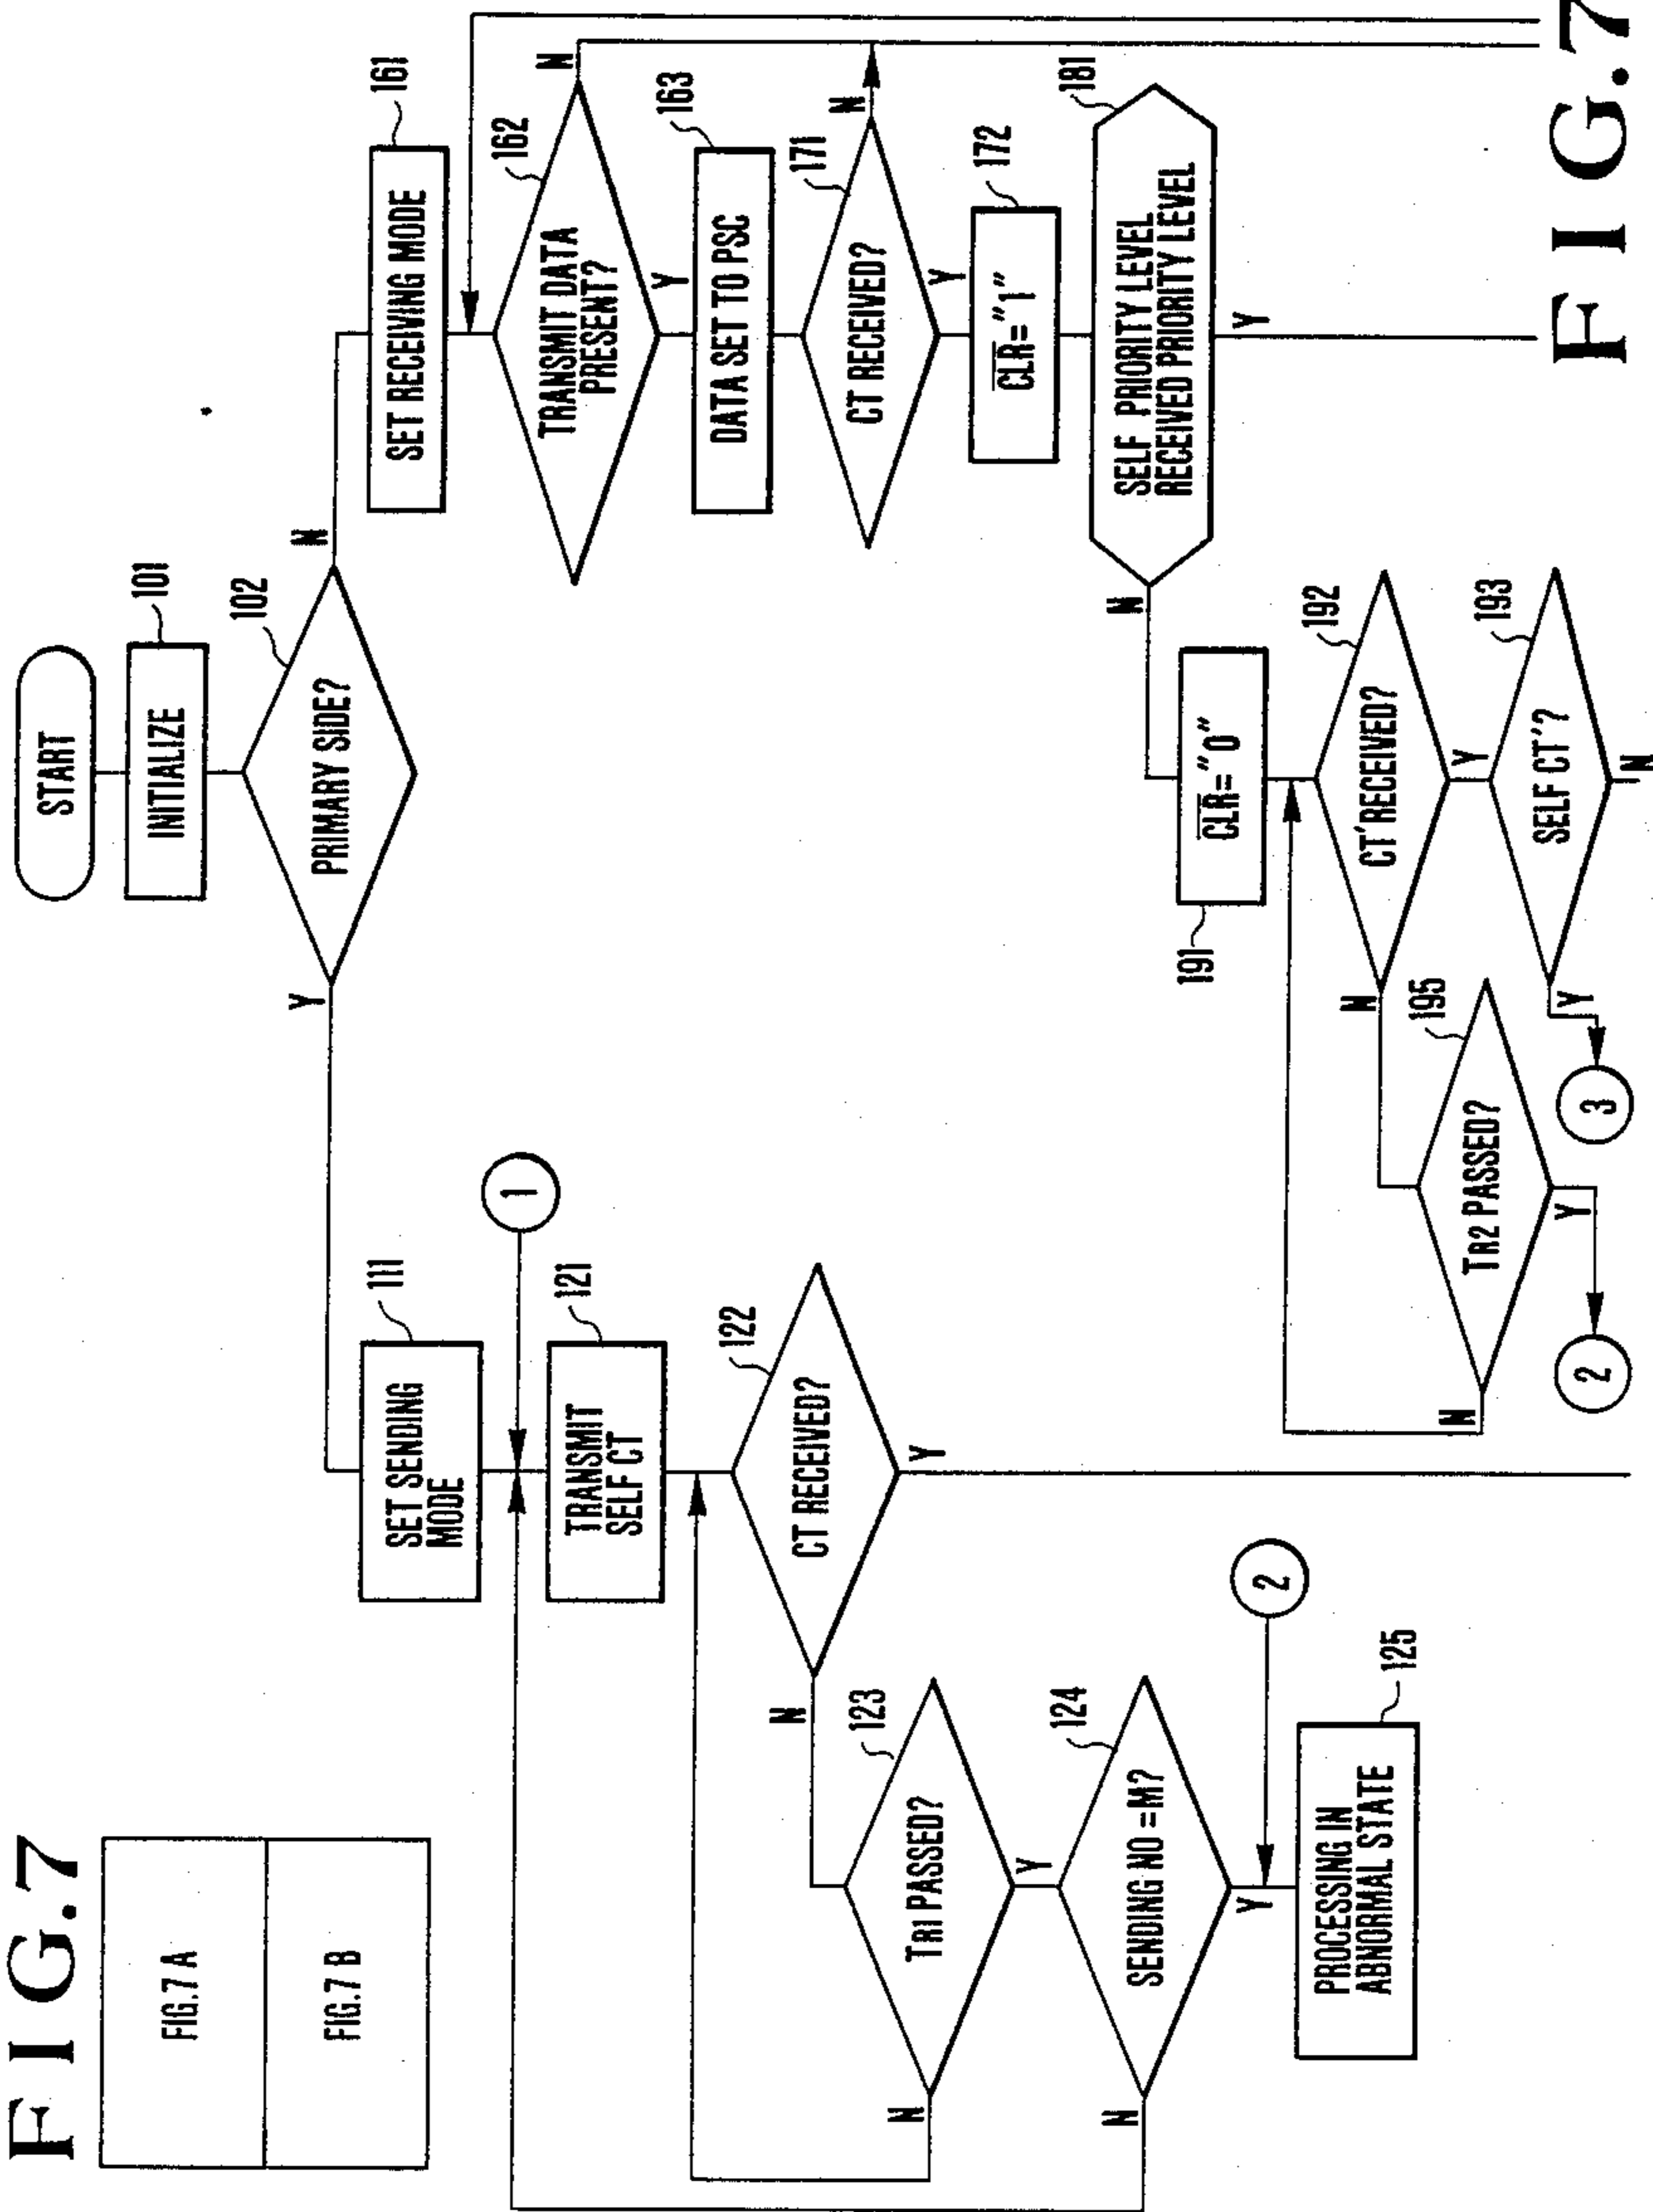 FIG.7
FIG.7A
FIG.7B
START
INITIALIZE
101
PRIMARY SIDE?
102
Y
N
SET SENDING
MODE
111
1
TRANSMIT
SELF CT
121
CT RECEIVED?
122
N
Y
TR1 PASSED?
123
N
Y
SENDING NO=M?
124
N
Y
2
PROCESSING IN
ABNORMAL STATE
125
SET RECEIVING MODE
161
TRANSMIT DATA
PRESENT?
162
N
Y
DATA SET TO PSC
163
CT RECEIVED?
171
N
Y
CLR="1"
172
SELF PRIORITY LEVEL
RECEIVED PRIORITY LEVEL
181
N
Y
CLR="0"
191
CT'RECEIVED?
192
N
Y
TR2 PASSED?
195
N
Y
2
SELF CT'?
193
Y
N
3
FIG.7